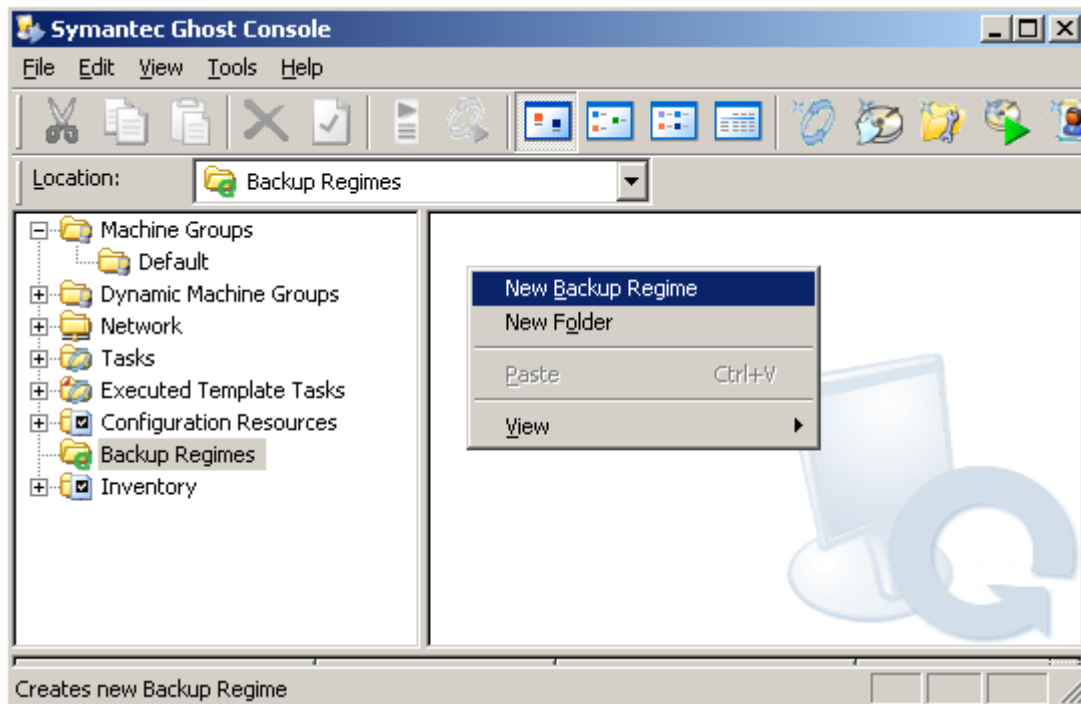 Symantec Ghost Console
File Edit View Tools Help
Location: Backup Regimes
Machine Groups
Default
Dynamic Machine Groups
Network
Tasks
Executed Template Tasks
Configuration Resources
Backup Regimes
Inventory
New Backup Regime
New Folder
Paste Ctrl+V
View
Creates new Backup Regime